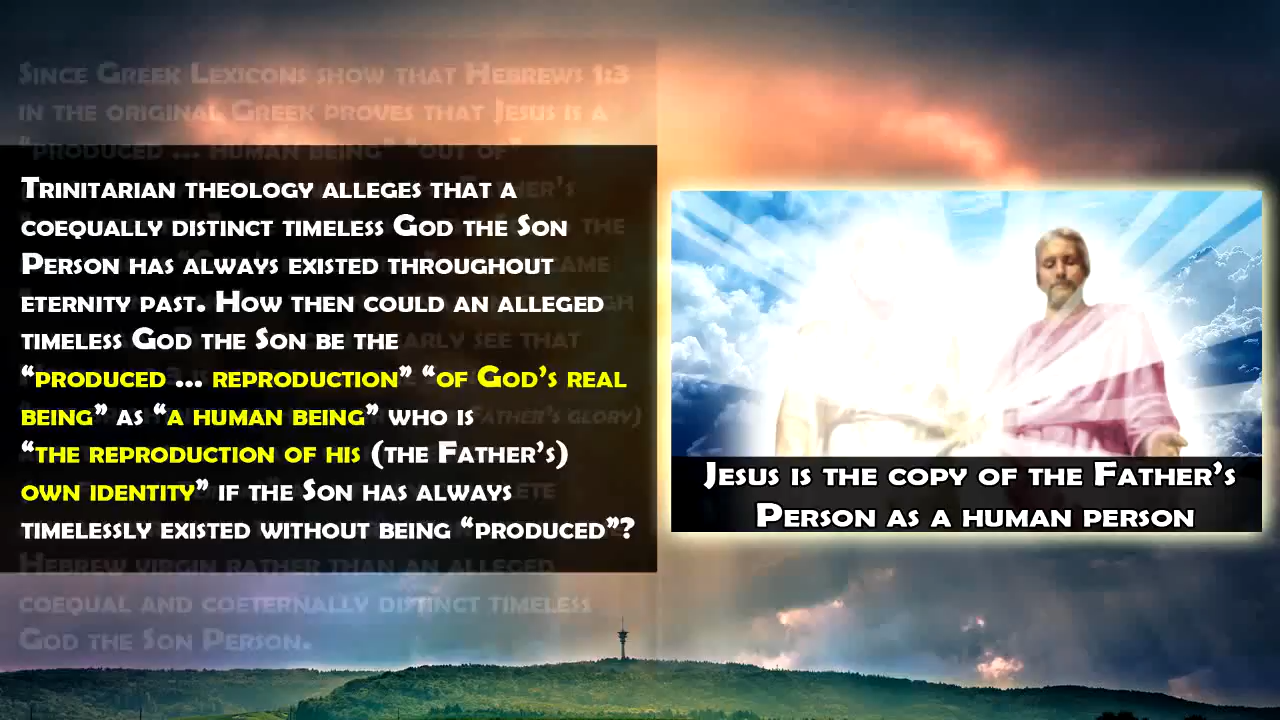 Since Greek Lexicons show that Hebrews 1:3
in the original Greek proves that Jesus is a
“produced ... human being” “out of”
Trinitarian theology alleges that a
coequally distinct timeless God the Son
Person has always existed throughout
eternity past. How then could an alleged
timeless God the Son be the
“produced ... reproduction” “of God’s real
being” as “a human being” who is
“the reproduction of his (the Father’s)
own identity” if the Son has always
timelessly existed without being “produced”?
Hebrew virgin rather than an alleged
coequal and coeternally distinct timeless
God the Son Person.
Jesus is the copy of the Father’s
Person as a human person